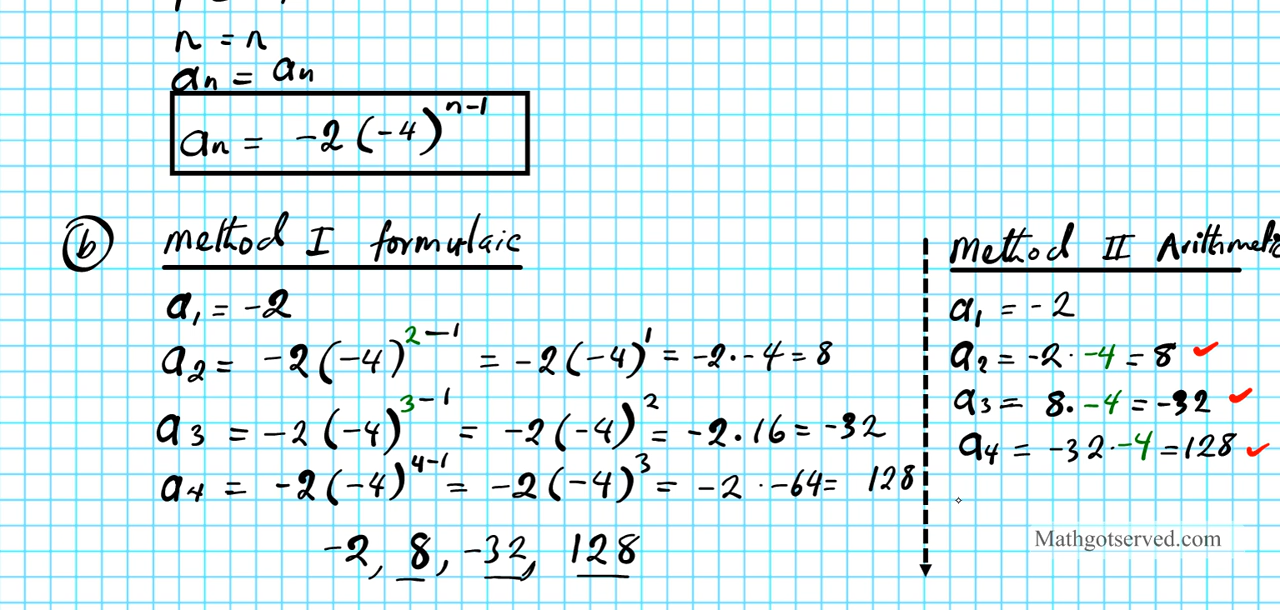 n = n
an = an
an = -2(-4)^n-1
b method I formulaic
a1 = -2
a2 = -2(-4)^2-1 = -2(-4)^1 = -2·-4 = 8
a3 = -2(-4)^3-1 = -2(-4)^2 = -2·16 = -32
a4 = -2(-4)^4-1 = -2(-4)^3 = -2·-64 = 128
-2, 8, -32, 128
method II Arithmetic
a1 = -2
a2 = -2·-4 = 8 ✓
a3 = 8·-4 = -32 ✓
a4 = -32·-4 = 128 ✓
Mathgotserved.com